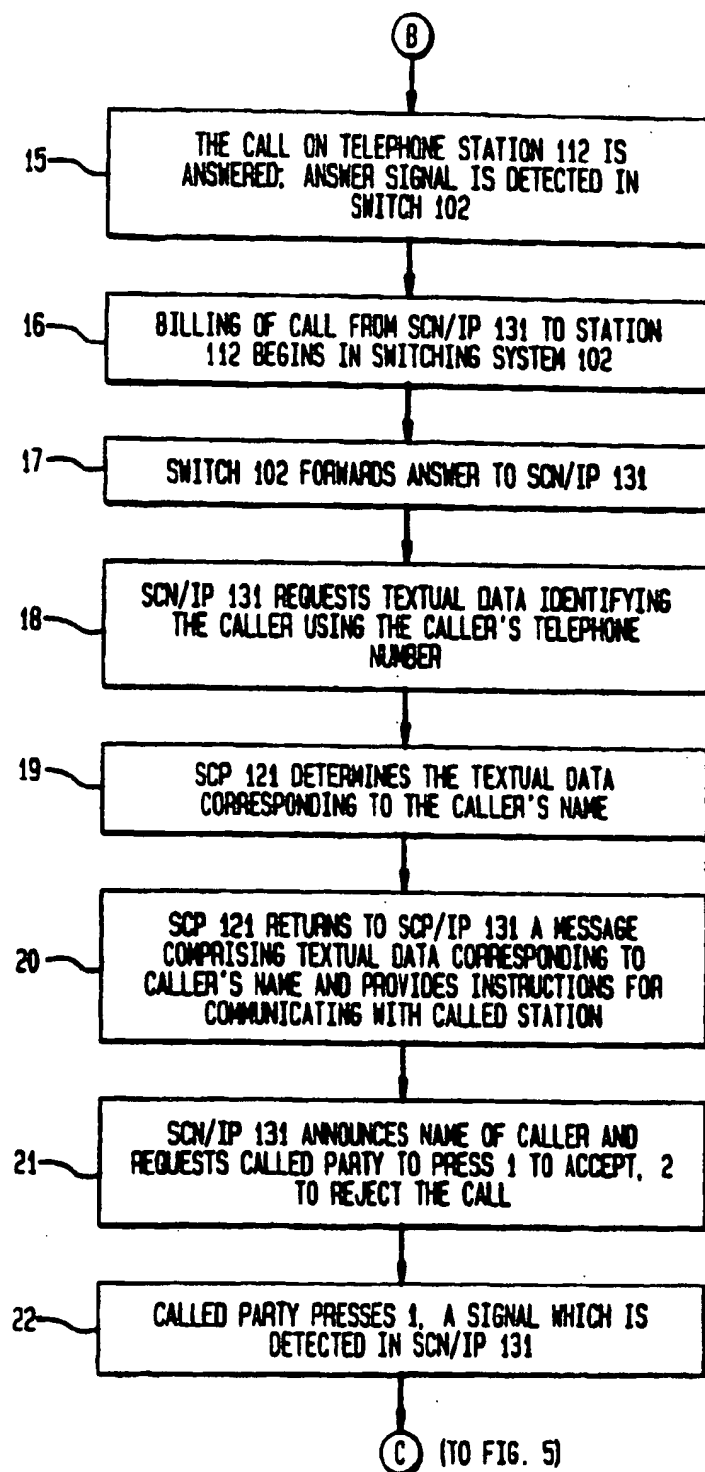 B
15
THE CALL ON TELEPHONE STATION 112 IS
ANSWERED: ANSWER SIGNAL IS DETECTED IN
SWITCH 102
16
BILLING OF CALL FROM SCN/IP 131 TO STATION
112 BEGINS IN SWITCHING SYSTEM 102
17
SWITCH 102 FORWARDS ANSWER TO SCN/IP 131
18
SCN/IP 131 REQUESTS TEXTUAL DATA IDENTIFYING
THE CALLER USING THE CALLER'S TELEPHONE
NUMBER
19
SCP 121 DETERMINES THE TEXTUAL DATA
CORRESPONDING TO THE CALLER'S NAME
20
SCP 121 RETURNS TO SCP/IP 131 A MESSAGE
COMPRISING TEXTUAL DATA CORRESPONDING TO
CALLER'S NAME AND PROVIDES INSTRUCTIONS FOR
COMMUNICATING WITH CALLED STATION
21
SCN/IP 131 ANNOUNCES NAME OF CALLER AND
REQUESTS CALLED PARTY TO PRESS 1 TO ACCEPT, 2
TO REJECT THE CALL
22
CALLED PARTY PRESSES 1, A SIGNAL WHICH IS
DETECTED IN SCN/IP 131
C (TO FIG. 5)